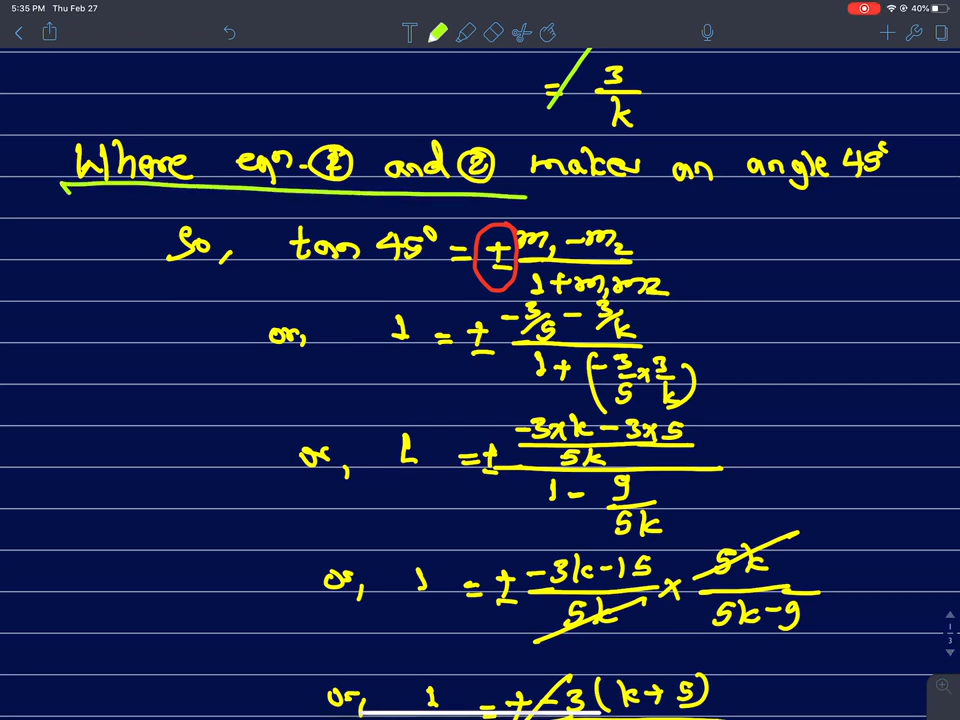 5:35 PM Thu Feb 27
40%
= 3/k
Where eqn. ① and ② makes an angle 45°
So, tan 45° = ± (m₁ - m₂)/(1 + m₁m₂)
or, 1 = ± (-3/5 - 3/k)/(1 + (-3/5 × 3/k))
or, 1 = ± ((-3×k - 3×5)/5k)/(1 - 9/5k)
or, 1 = ± (-3k - 15)/5k × 5k/(5k - 9)
or, 1 = ± -3(k + 5)
1/3